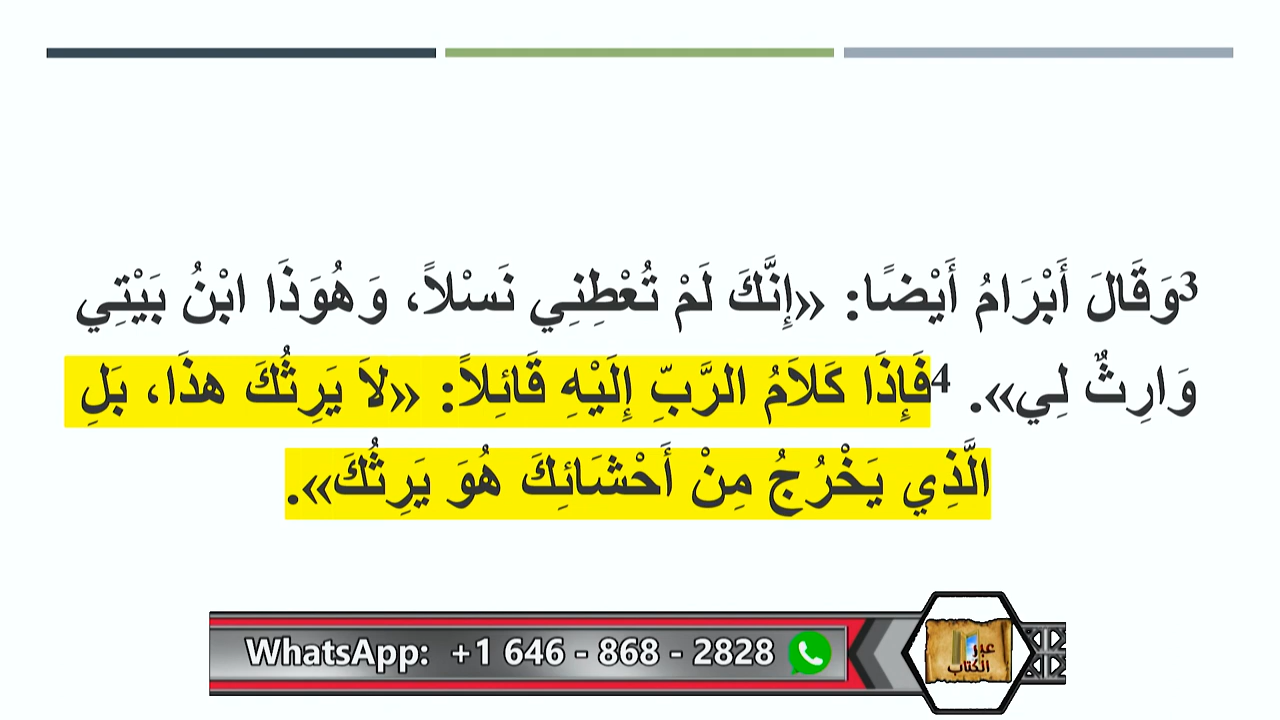 3وَقَالَ أَبْرَامُ أَيْضًا: «إِنَّكَ لَمْ تُعْطِنِي نَسْلاً، وَهُوَذَا ابْنُ بَيْتِي
وَارِثٌ لِي». 4فَإِذَا كَلاَمُ الرَّبِّ إِلَيْهِ قَائِلاً: «لاَ يَرِثُكَ هذَا، بَلِ
الَّذِي يَخْرُجُ مِنْ أَحْشَائِكَ هُوَ يَرِثُكَ».
WhatsApp: +1 646 - 868 - 2828
عبر
الكتاب